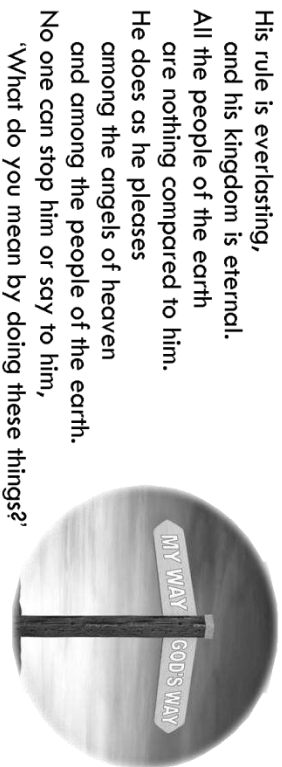 His rule is everlasting,
and his kingdom is eternal.
All the people of the earth
are nothing compared to him.
He does as he pleases
among the angels of heaven
and among the people of the earth.
No one can stop him or say to him,
‘What do you mean by doing these things?’
MY WAY
GOD'S WAY